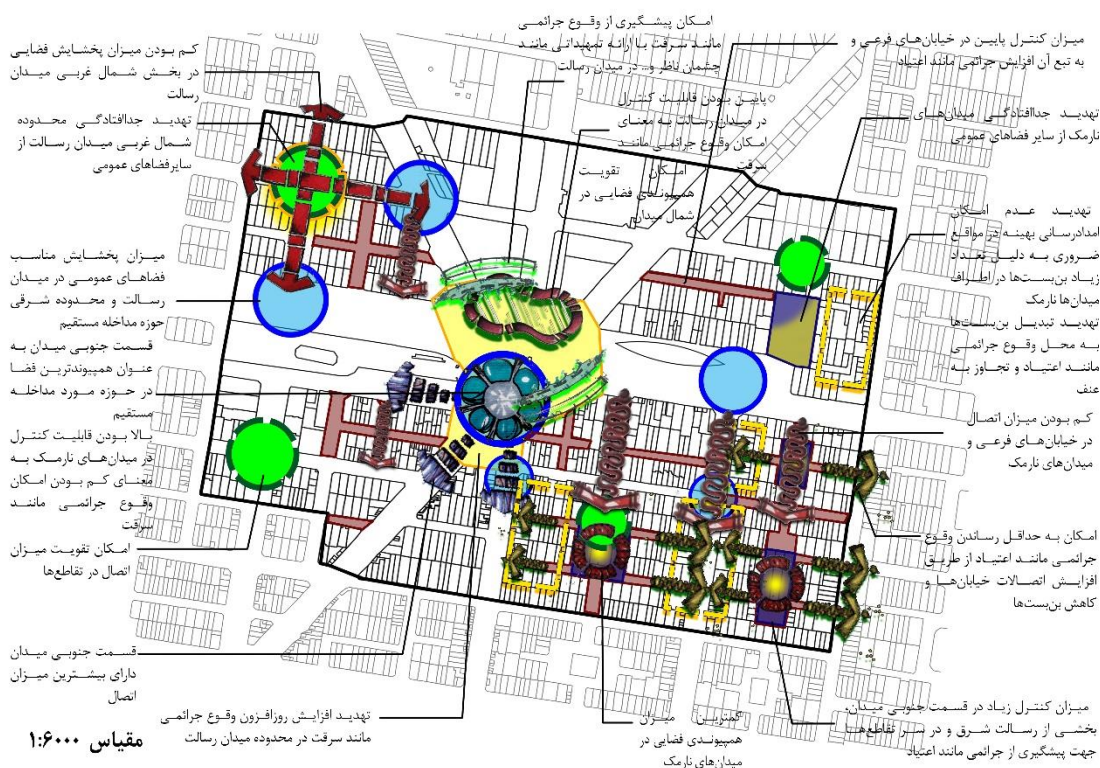 امکان پیشگیری از وقوع جرائمی
مانند سرقت با ارائه تمهیداتی مانند
چشمان ناظر و.. در میدان رسالت
میزان کنترل پایین در خیابان‌های فرعی و
به تبع آن افزایش جرائمی مانند اعتیاد
پائین بودن قابلیت کنترل
در میدان رسالت به معنای
امکان وقوع جرائمی مانند
سرقت
تهدید جداافتادگی میدان‌های
نارمک از سایر فضاهای عمومی
امکان تقویت
همپیوندی فضایی در
شمال میدان
تهدید عدم امکان
امدادرسانی بهینه در مواقع
ضروری به دلیل تعداد
زیاد بن‌بست‌ها در اطراف
میدان‌ها نارمک
تهدید تبدیل بن‌بست‌ها
به محل وقوع جرائمی
مانند اعتیاد و تجاوز به
عنف
کم بودن میزان اتصال
در خیابان‌های فرعی و
میدان‌های نارمک
امکان به حداقل رساندن وقوع
جرائمی مانند اعتیاد از طریق
افزایش اتصالات خیابان‌ها و
کاهش بن‌بست‌ها
میزان کنترل زیاد در قسمت جنوبی میدان،
بخشی از رسالت شرق و در سر تقاطع‌ها
جهت پیشگیری از جرائمی مانند اعتیاد
کمترین میزان
همپیوندی فضایی در
میدان‌های نارمک
تهدید افزایش روزافزون وقوع جرائمی
مانند سرقت در محدوده میدان رسالت
کم بودن میزان پخشایش فضایی
در بخش شمال غربی میدان
رسالت
تهدید جداافتادگی محدوده
شمال غربی میدان رسالت از
سایر فضاهای عمومی
میزان پخشایش مناسب
فضاهای عمومی در میدان
رسالت و محدوده شرقی
حوزه مداخله مستقیم
قسمت جنوبی میدان به
عنوان همپیوندترین فضا
در حوزه مورد مداخله
مستقیم
بالا بودن قابلیت کنترل
در میدان‌های نارمک به
معنای کم بودن امکان
وقوع جرائمی مانند
سرقت
امکان تقویت میزان
اتصال در تقاطع‌ها
قسمت جنوبی میدان
دارای بیشترین میزان
اتصال
مقیاس ۱:۶۰۰۰